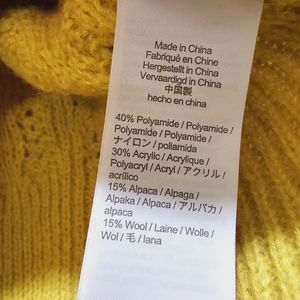 Made in China
Fabriqué en Chine
Hergestellt in China
Vervaardigd in China
中国製
hecho en china
40% Polyamide / Polyamide /
Polyamide / Polyamide /
ナイロン / poliamida
30% Acrylic / Acrylique /
Polyacryl / Acryl / アクリル /
acrílico
15% Alpaca / Alpaga /
Alpaka / Alpaca / アルパカ /
alpaca
15% Wool / Laine / Wolle /
Wol / 毛 / lana